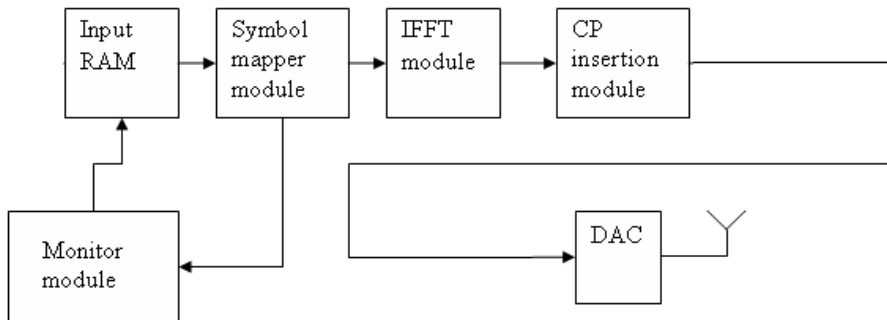 Input
RAM
Symbol
mapper
module
IFFT
module
CP
insertion
module
Monitor
module
DAC